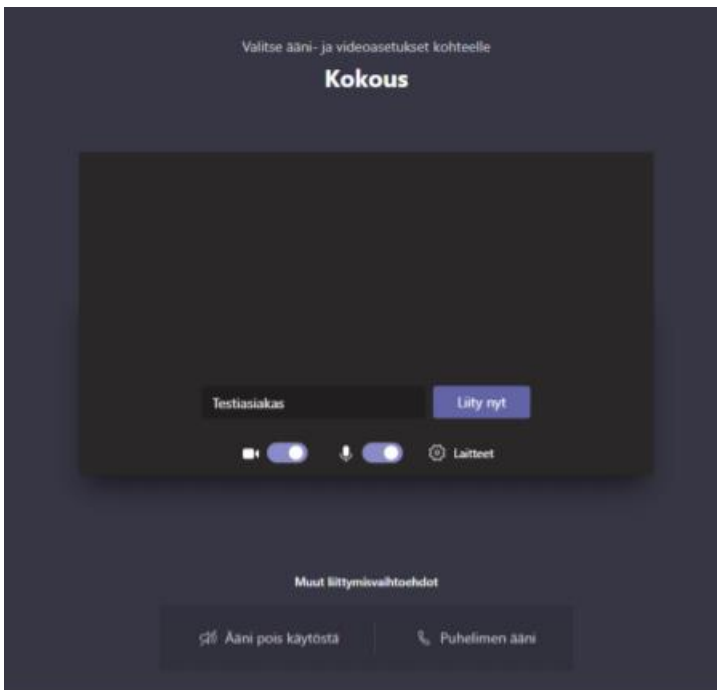 Valitse ääni- ja videoasetukset kohteelle
Kokous
Testiasiakas
Liity nyt
Laitteet
Muut liittymisvaihtoehdot
Ääni pois käytöstä
Puhelimen ääni